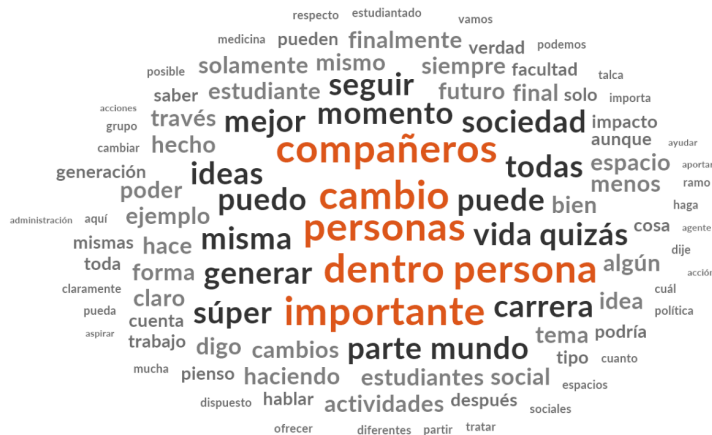 respecto estudiantado vamos
medicina pueden finalmente verdad podemos
posible solamente mismo siempre facultad talca
saber estudiante seguir futuro final solo importa
acciones grupo través mejor momento sociedad impacto
cambiar hecho compañeros aunque ayudar
generación ideas todas espacio aportar
poder puedo cambio puede menos ramo
administración aquí ejemplo personas bien haga
mismas hace misma vida quizás cosa agente
toda forma generar dentro persona algún dije acción
claramente claro súper importante carrera idea cuál
pueda cuenta política
aspirar trabajo digo cambios parte mundo tema podría
mucha pienso haciendo estudiantes social tipo cuanto
dispuesto hablar actividades después espacios
ofrecer diferentes partir tratar sociales